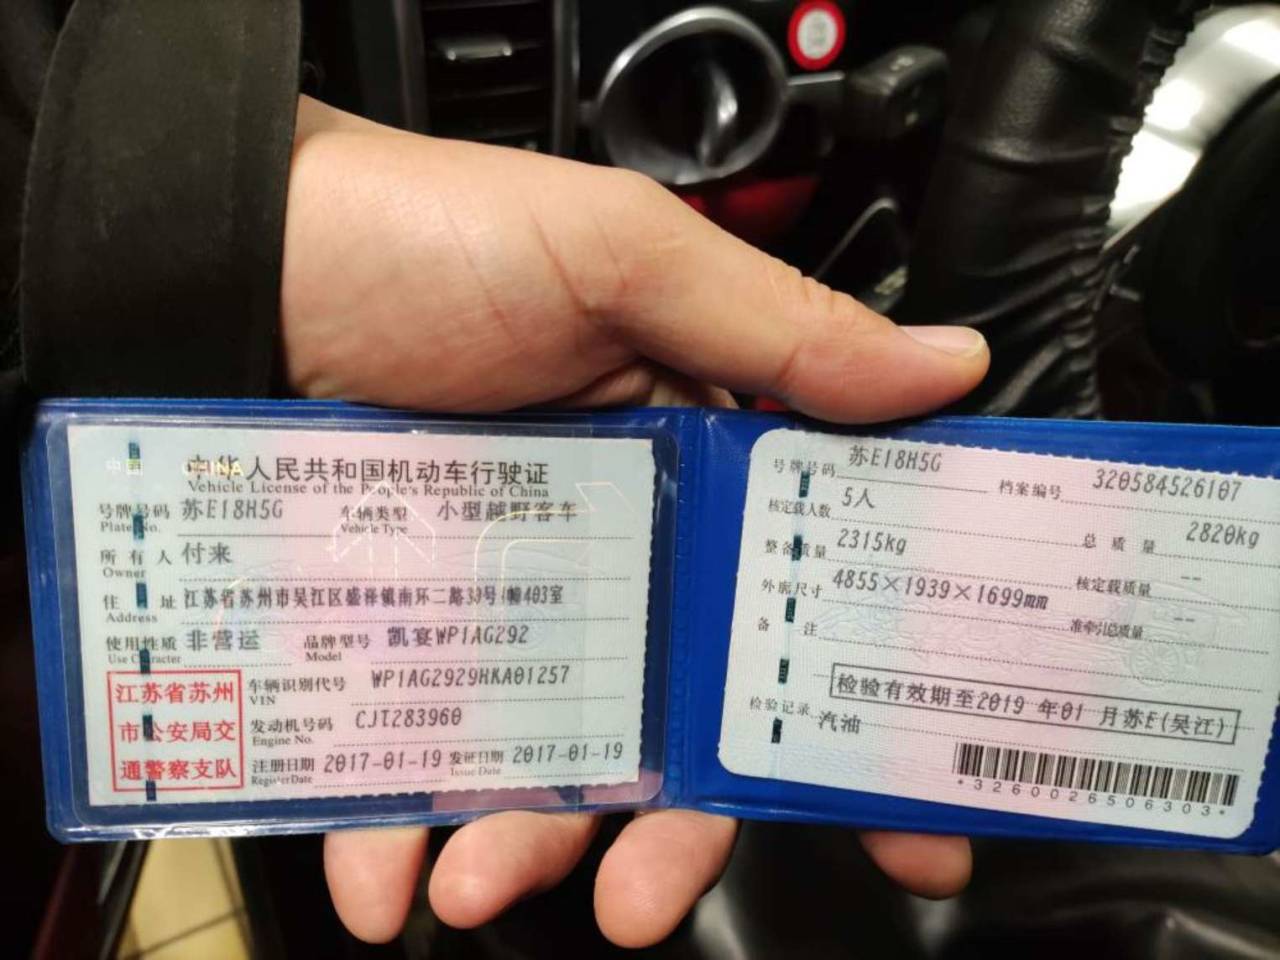 中国 CHINA
中华人民共和国机动车行驶证
Vehicle License of the People's Republic of China
号牌号码 苏E18H5G 车辆类型 小型越野客车
Plate No. Vehicle Type
所有人 付来
Owner
住址 江苏省苏州市吴江区盛泽镇南环二路 号 幢403室
Address
使用性质 非营运 品牌型号 凯宴WP1AG292
Use Character Model
江苏省苏州
市公安局交
通警察支队
车辆识别代号 WP1AG2929HKA01257
VIN
发动机号码 CJT283960
Engine No.
注册日期 2017-01-19 发证日期 2017-01-19
Register Date Issue Date
号牌号码 苏E18H5G 档案编号 320584526107
核定载人数 5人 总质量 2820kg
整备质量 2315kg 核定载质量 --
外廓尺寸 4855×1939×1699mm 准牵引总质量 --
备注
检验有效期至2019 年01 月苏E(吴江)
检验记录 汽油
*3260026506303*